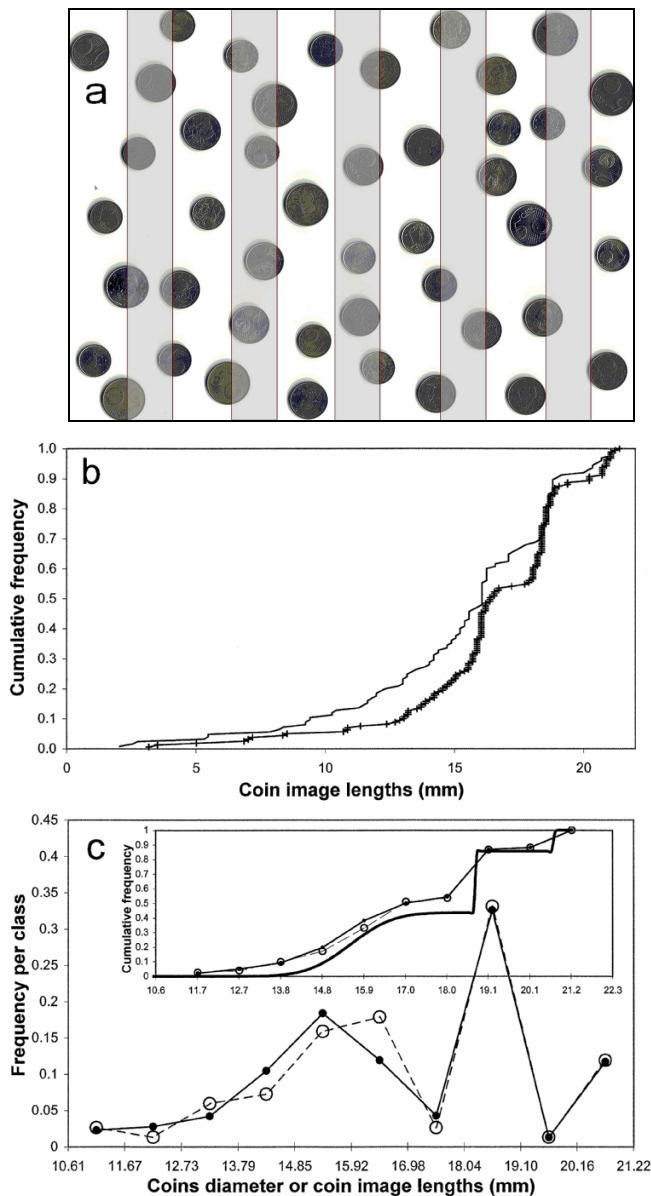 a
b
1.0
0.9
0.8
0.7
0.6
0.5
0.4
0.3
0.2
0.1
0.0
Cumulative frequency
0 5 10 15 20
Coin image lengths (mm)
c
0.45
0.4
0.35
0.3
0.25
0.2
0.15
0.1
0.05
0
Frequency per class
1
0.9
0.8
0.7
0.6
0.5
0.4
0.3
0.2
0.1
0
Cumulative frequency
10.6 11.7 12.7 13.8 14.8 15.9 17.0 18.0 19.1 20.1 21.2 22.3
10.61 11.67 12.73 13.79 14.85 15.92 16.98 18.04 19.10 20.16 21.22
Coins diameter or coin image lengths (mm)